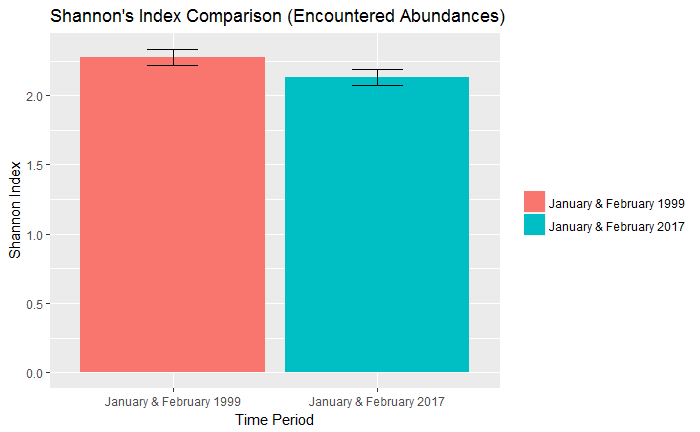 Shannon's Index Comparison (Encountered Abundances)
Shannon Index
2.0
1.5
1.0
0.5
0.0
January & February 1999
January & February 2017
Time Period
January & February 1999
January & February 2017